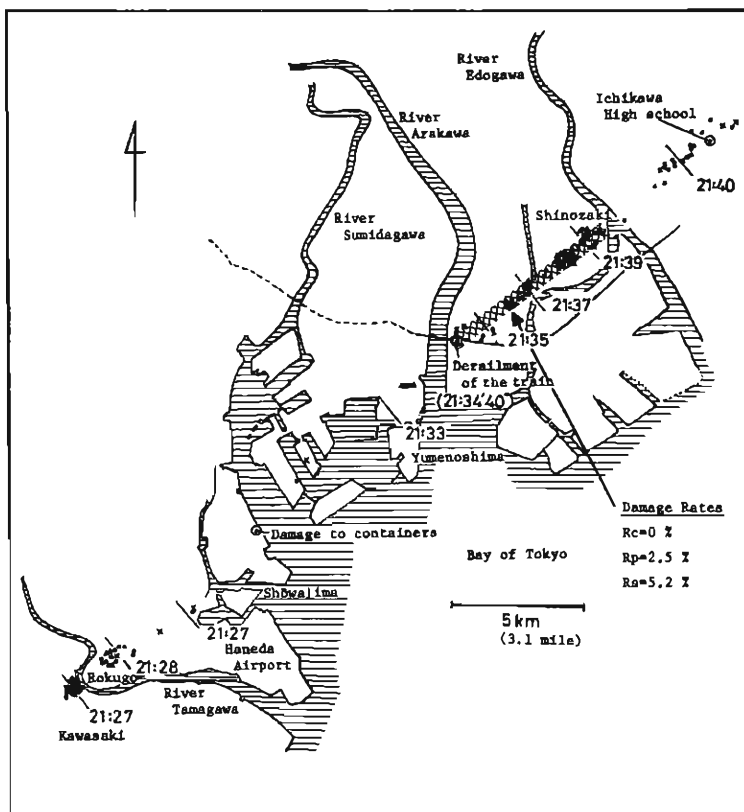 River
Edogawa
Ichikawa
High school
River
Arakawa
21:40
River
Sumidagawa
Shinozaki
21:39
21:37
21:35
Derailment
of the train
(21:34'40)
21:33
Yumenoshima
Damage Rates
Rc=0 %
Rp=2.5 %
Rs=5.2 %
Damage to containers
Bay of Tokyo
Showajima
5 km
(3.1 mile)
21:27
Haneda
Airport
21:28
Rokugo
River
Tamagawa
21:27
Kawasaki